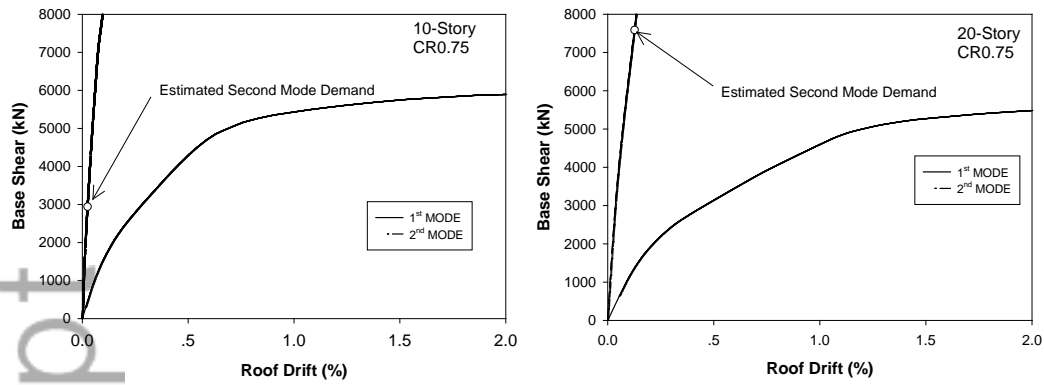 8000
7000
6000
5000
4000
3000
2000
1000
0
Base Shear (kN)
10-Story
CR0.75
Estimated Second Mode Demand
1st MODE
2nd MODE
0.0 .5 1.0 1.5 2.0
Roof Drift (%)
8000
7000
6000
5000
4000
3000
2000
1000
0
Base Shear (kN)
20-Story
CR0.75
Estimated Second Mode Demand
1st MODE
2nd MODE
0.0 .5 1.0 1.5 2.0
Roof Drift (%)
pt